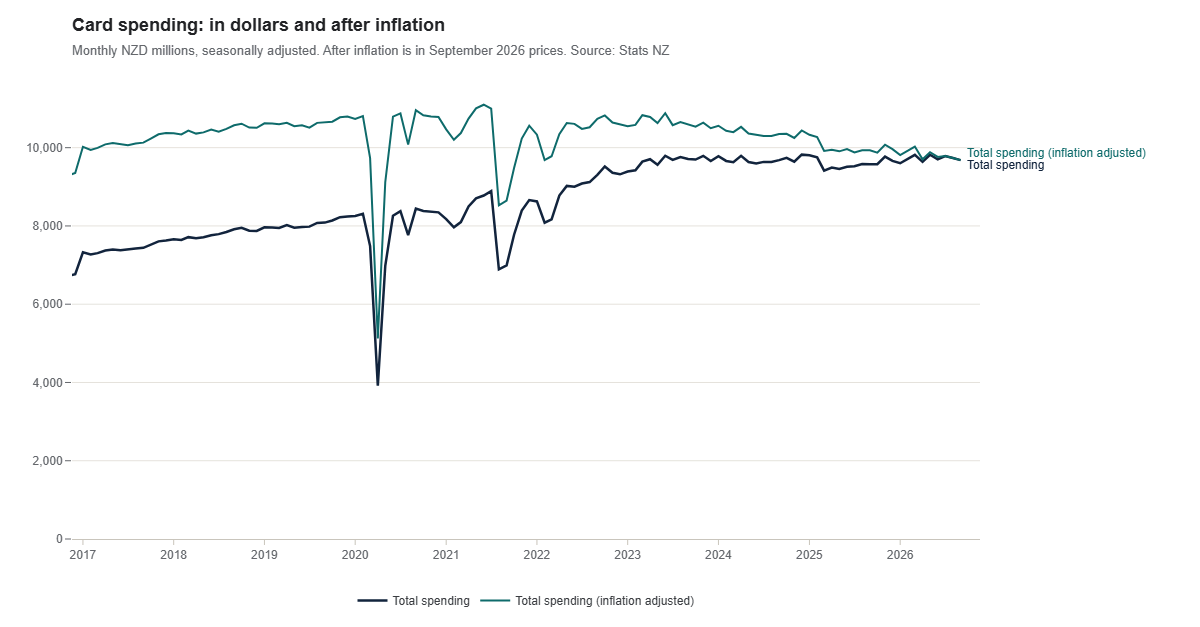 Card spending: in dollars and after inflation
Monthly NZD millions, seasonally adjusted. After inflation is in September 2026 prices. Source: Stats NZ
10,000
8,000
6,000
4,000
2,000
0
Total spending (inflation adjusted)
Total spending
2017 2018 2019 2020 2021 2022 2023 2024 2025 2026
Total spending Total spending (inflation adjusted)